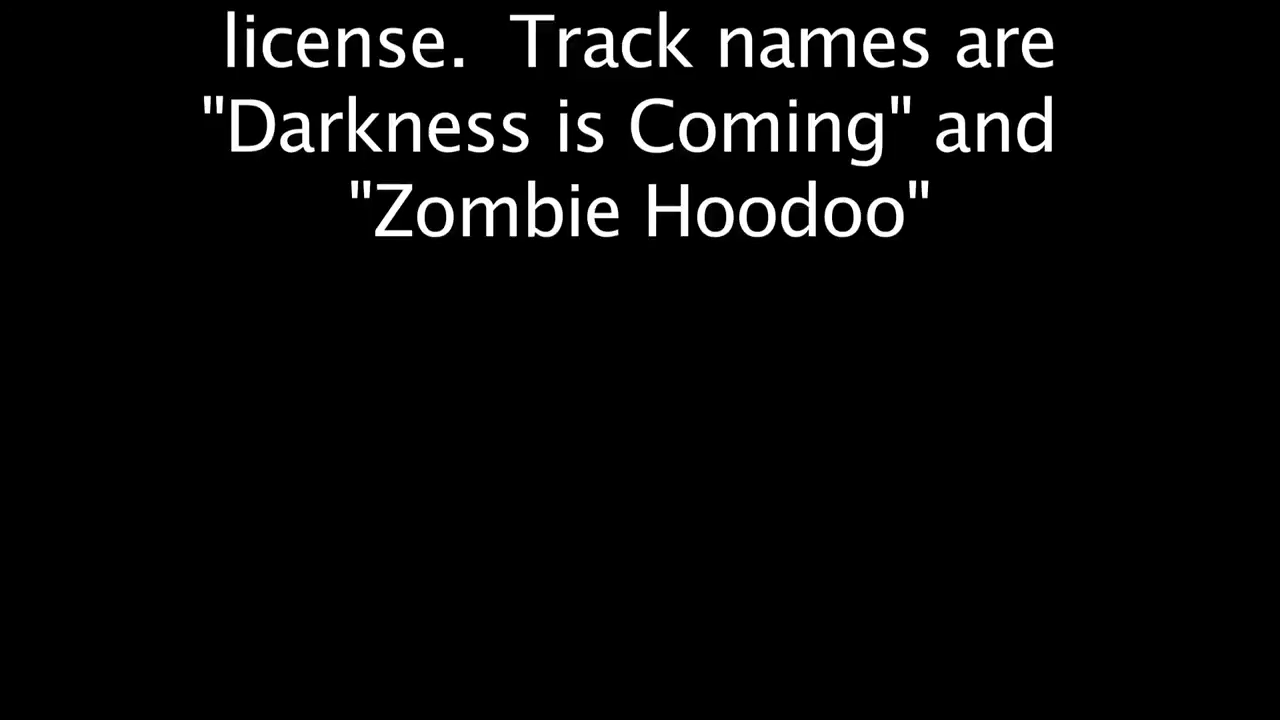 license.  Track names are
"Darkness is Coming" and
"Zombie Hoodoo"